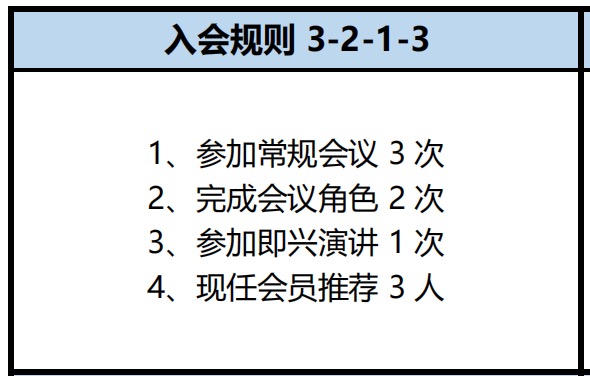 入会规则 3-2-1-3
1、参加常规会议 3 次
2、完成会议角色 2 次
3、参加即兴演讲 1 次
4、现任会员推荐 3 人